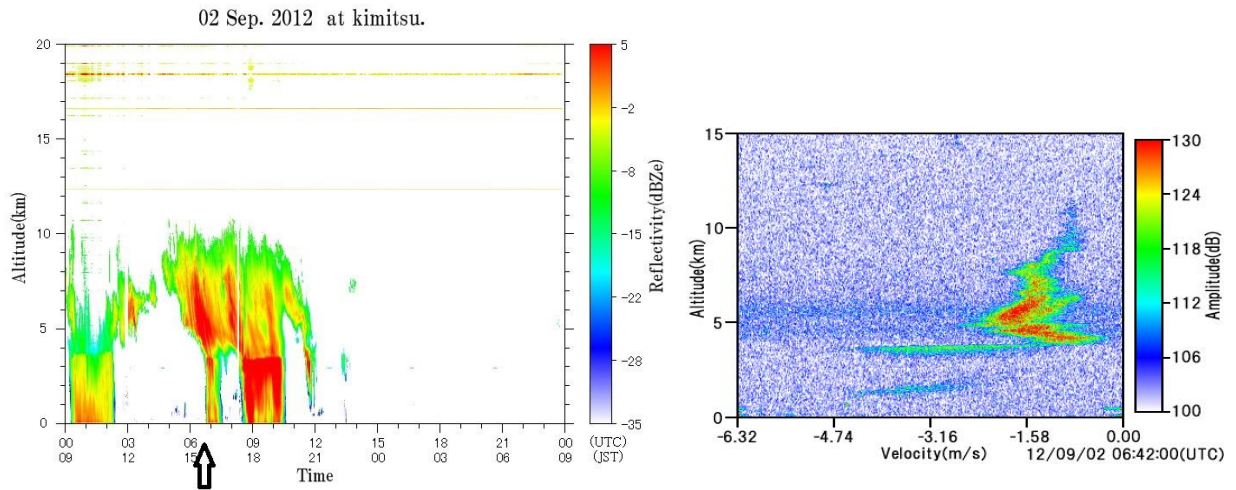 02 Sep. 2012 at kimitsu.
20
15
10
5
0
Altitude(km)
00 03 06 09 12 15 18 21 00 (UTC)
09 12 15 18 21 00 03 06 09 (JST)
Time
5
-2
-8
-15
-22
-28
-35
Reflectivity(dBZe)
15
10
5
0
Altitude(km)
-6.32 -4.74 -3.16 -1.58 0.00
Velocity(m/s) 12/09/02 06:42:00(UTC)
130
124
118
112
106
100
Amplitude(dB)